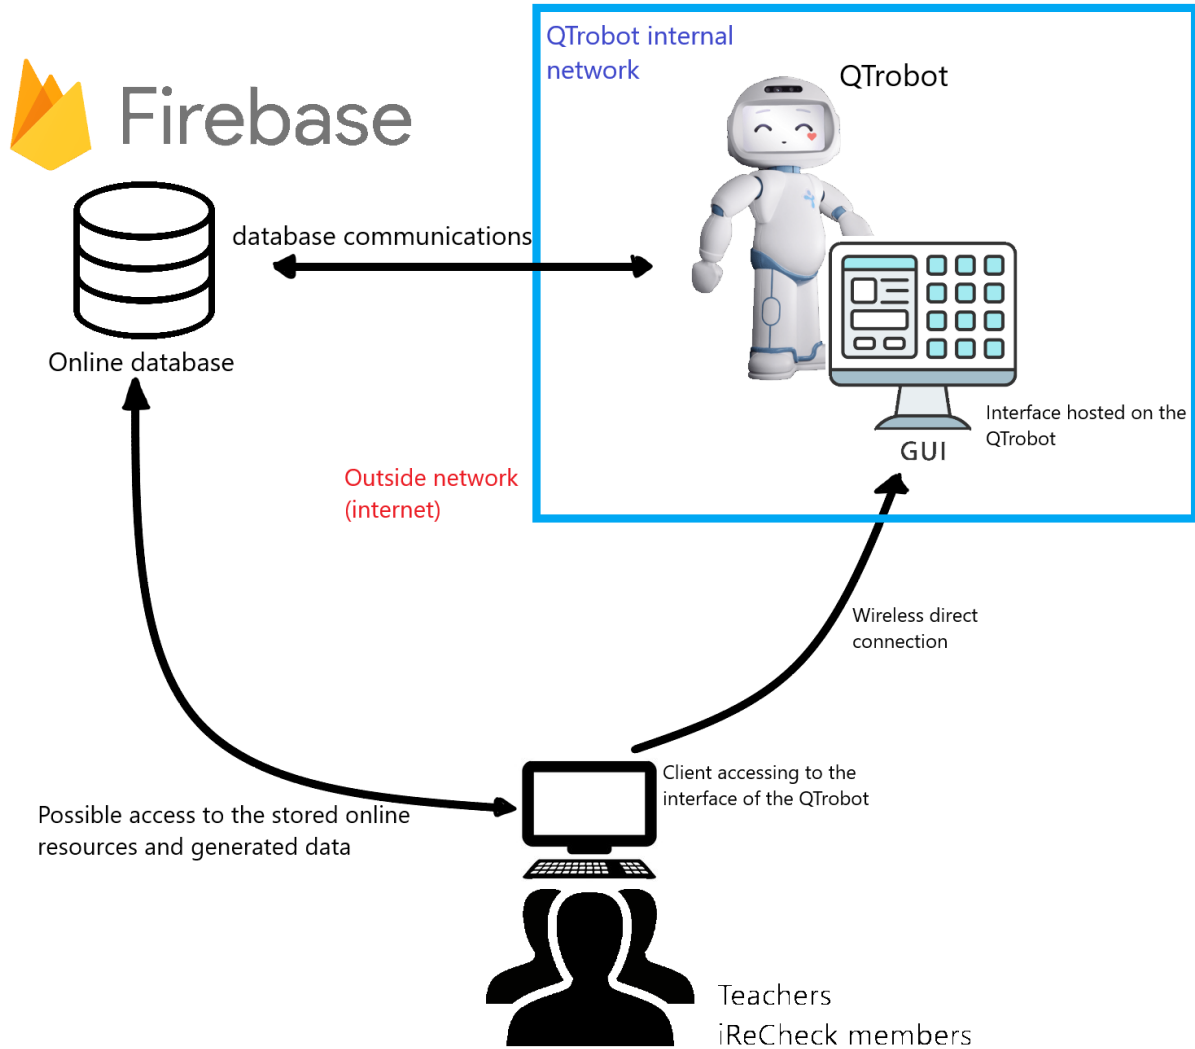 QTrobot internal
network
QTrobot
Firebase
database communications
Online database
Interface hosted on the
QTrobot
GUI
Outside network
(internet)
Wireless direct
connection
Client accessing to the
interface of the QTrobot
Possible access to the stored online
resources and generated data
Teachers
iReCheck members